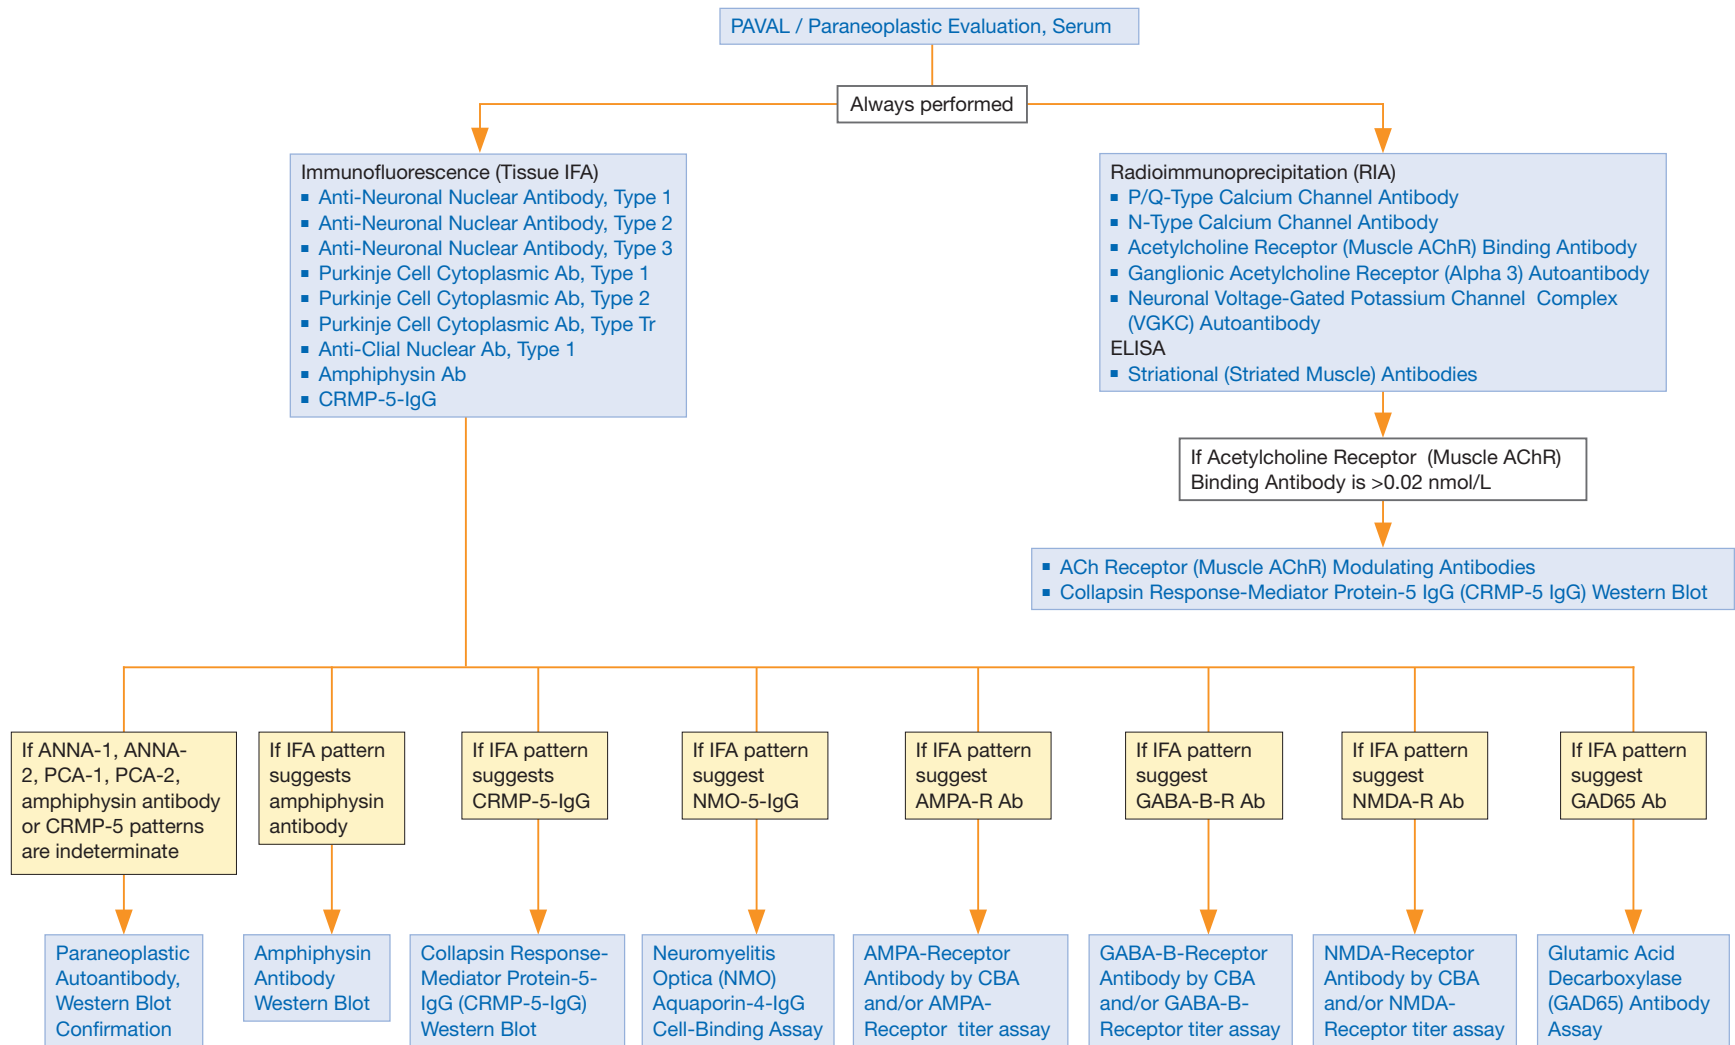 PAVAL / Paraneoplastic Evaluation, Serum
Always performed
Immunofluorescence (Tissue IFA)
▪ Anti-Neuronal Nuclear Antibody, Type 1
▪ Anti-Neuronal Nuclear Antibody, Type 2
▪ Anti-Neuronal Nuclear Antibody, Type 3
▪ Purkinje Cell Cytoplasmic Ab, Type 1
▪ Purkinje Cell Cytoplasmic Ab, Type 2
▪ Purkinje Cell Cytoplasmic Ab, Type Tr
▪ Anti-Clial Nuclear Ab, Type 1
▪ Amphiphysin Ab
▪ CRMP-5-IgG
Radioimmunoprecipitation (RIA)
▪ P/Q-Type Calcium Channel Antibody
▪ N-Type Calcium Channel Antibody
▪ Acetylcholine Receptor (Muscle AChR) Binding Antibody
▪ Ganglionic Acetylcholine Receptor (Alpha 3) Autoantibody
▪ Neuronal Voltage-Gated Potassium Channel Complex
(VGKC) Autoantibody
ELISA
▪ Striational (Striated Muscle) Antibodies
If Acetylcholine Receptor (Muscle AChR)
Binding Antibody is >0.02 nmol/L
▪ ACh Receptor (Muscle AChR) Modulating Antibodies
▪ Collapsin Response-Mediator Protein-5 IgG (CRMP-5 IgG) Western Blot
If ANNA-1, ANNA-
2, PCA-1, PCA-2,
amphiphysin antibody
or CRMP-5 patterns
are indeterminate
If IFA pattern
suggests
amphiphysin
antibody
If IFA pattern
suggests
CRMP-5-IgG
If IFA pattern
suggest
NMO-5-IgG
If IFA pattern
suggest
AMPA-R Ab
If IFA pattern
suggest
GABA-B-R Ab
If IFA pattern
suggest
NMDA-R Ab
If IFA pattern
suggest
GAD65 Ab
Paraneoplastic
Autoantibody,
Western Blot
Confirmation
Amphiphysin
Antibody
Western Blot
Collapsin Response-
Mediator Protein-5-
IgG (CRMP-5-IgG)
Western Blot
Neuromyelitis
Optica (NMO)
Aquaporin-4-IgG
Cell-Binding Assay
AMPA-Receptor
Antibody by CBA
and/or AMPA-
Receptor titer assay
GABA-B-Receptor
Antibody by CBA
and/or GABA-B-
Receptor titer assay
NMDA-Receptor
Antibody by CBA
and/or NMDA-
Receptor titer assay
Glutamic Acid
Decarboxylase
(GAD65) Antibody
Assay